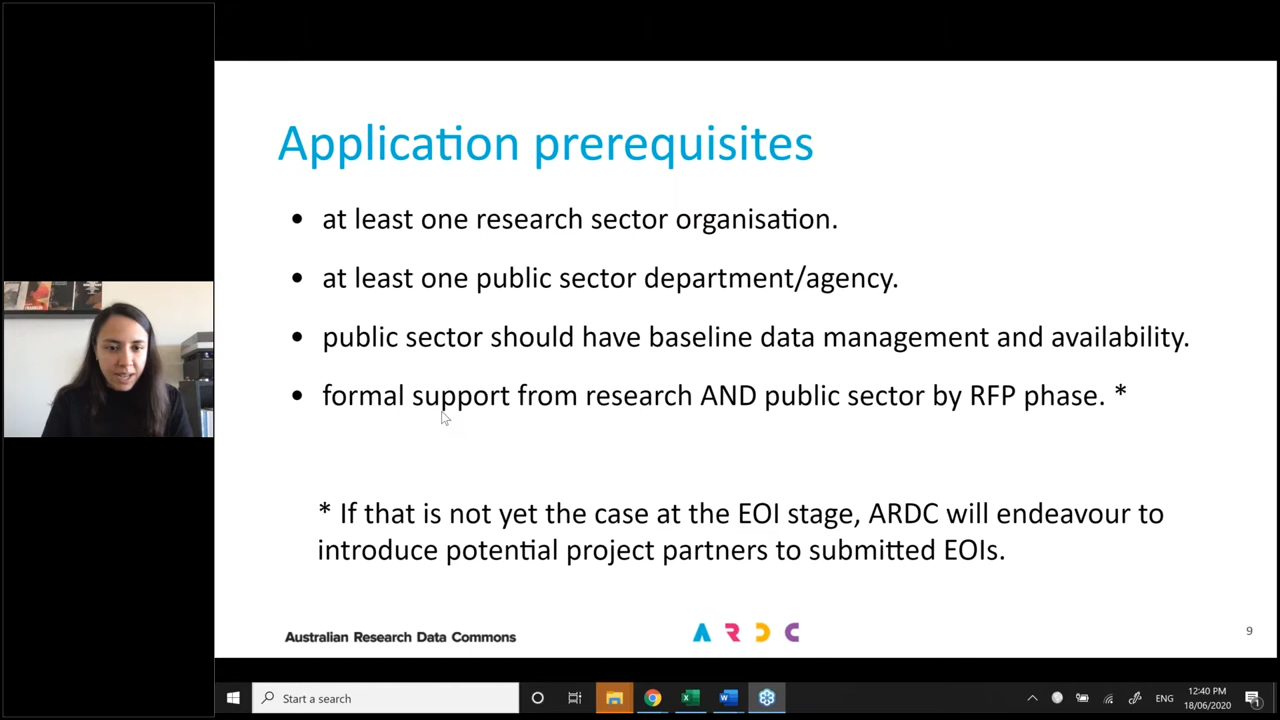 Application prerequisites
• at least one research sector organisation.
• at least one public sector department/agency.
• public sector should have baseline data management and availability.
• formal support from research AND public sector by RFP phase. *
* If that is not yet the case at the EOI stage, ARDC will endeavour to
introduce potential project partners to submitted EOIs.
Australian Research Data Commons
ARDC
9
Start a search
ENG
12:40 PM
18/06/2020
1